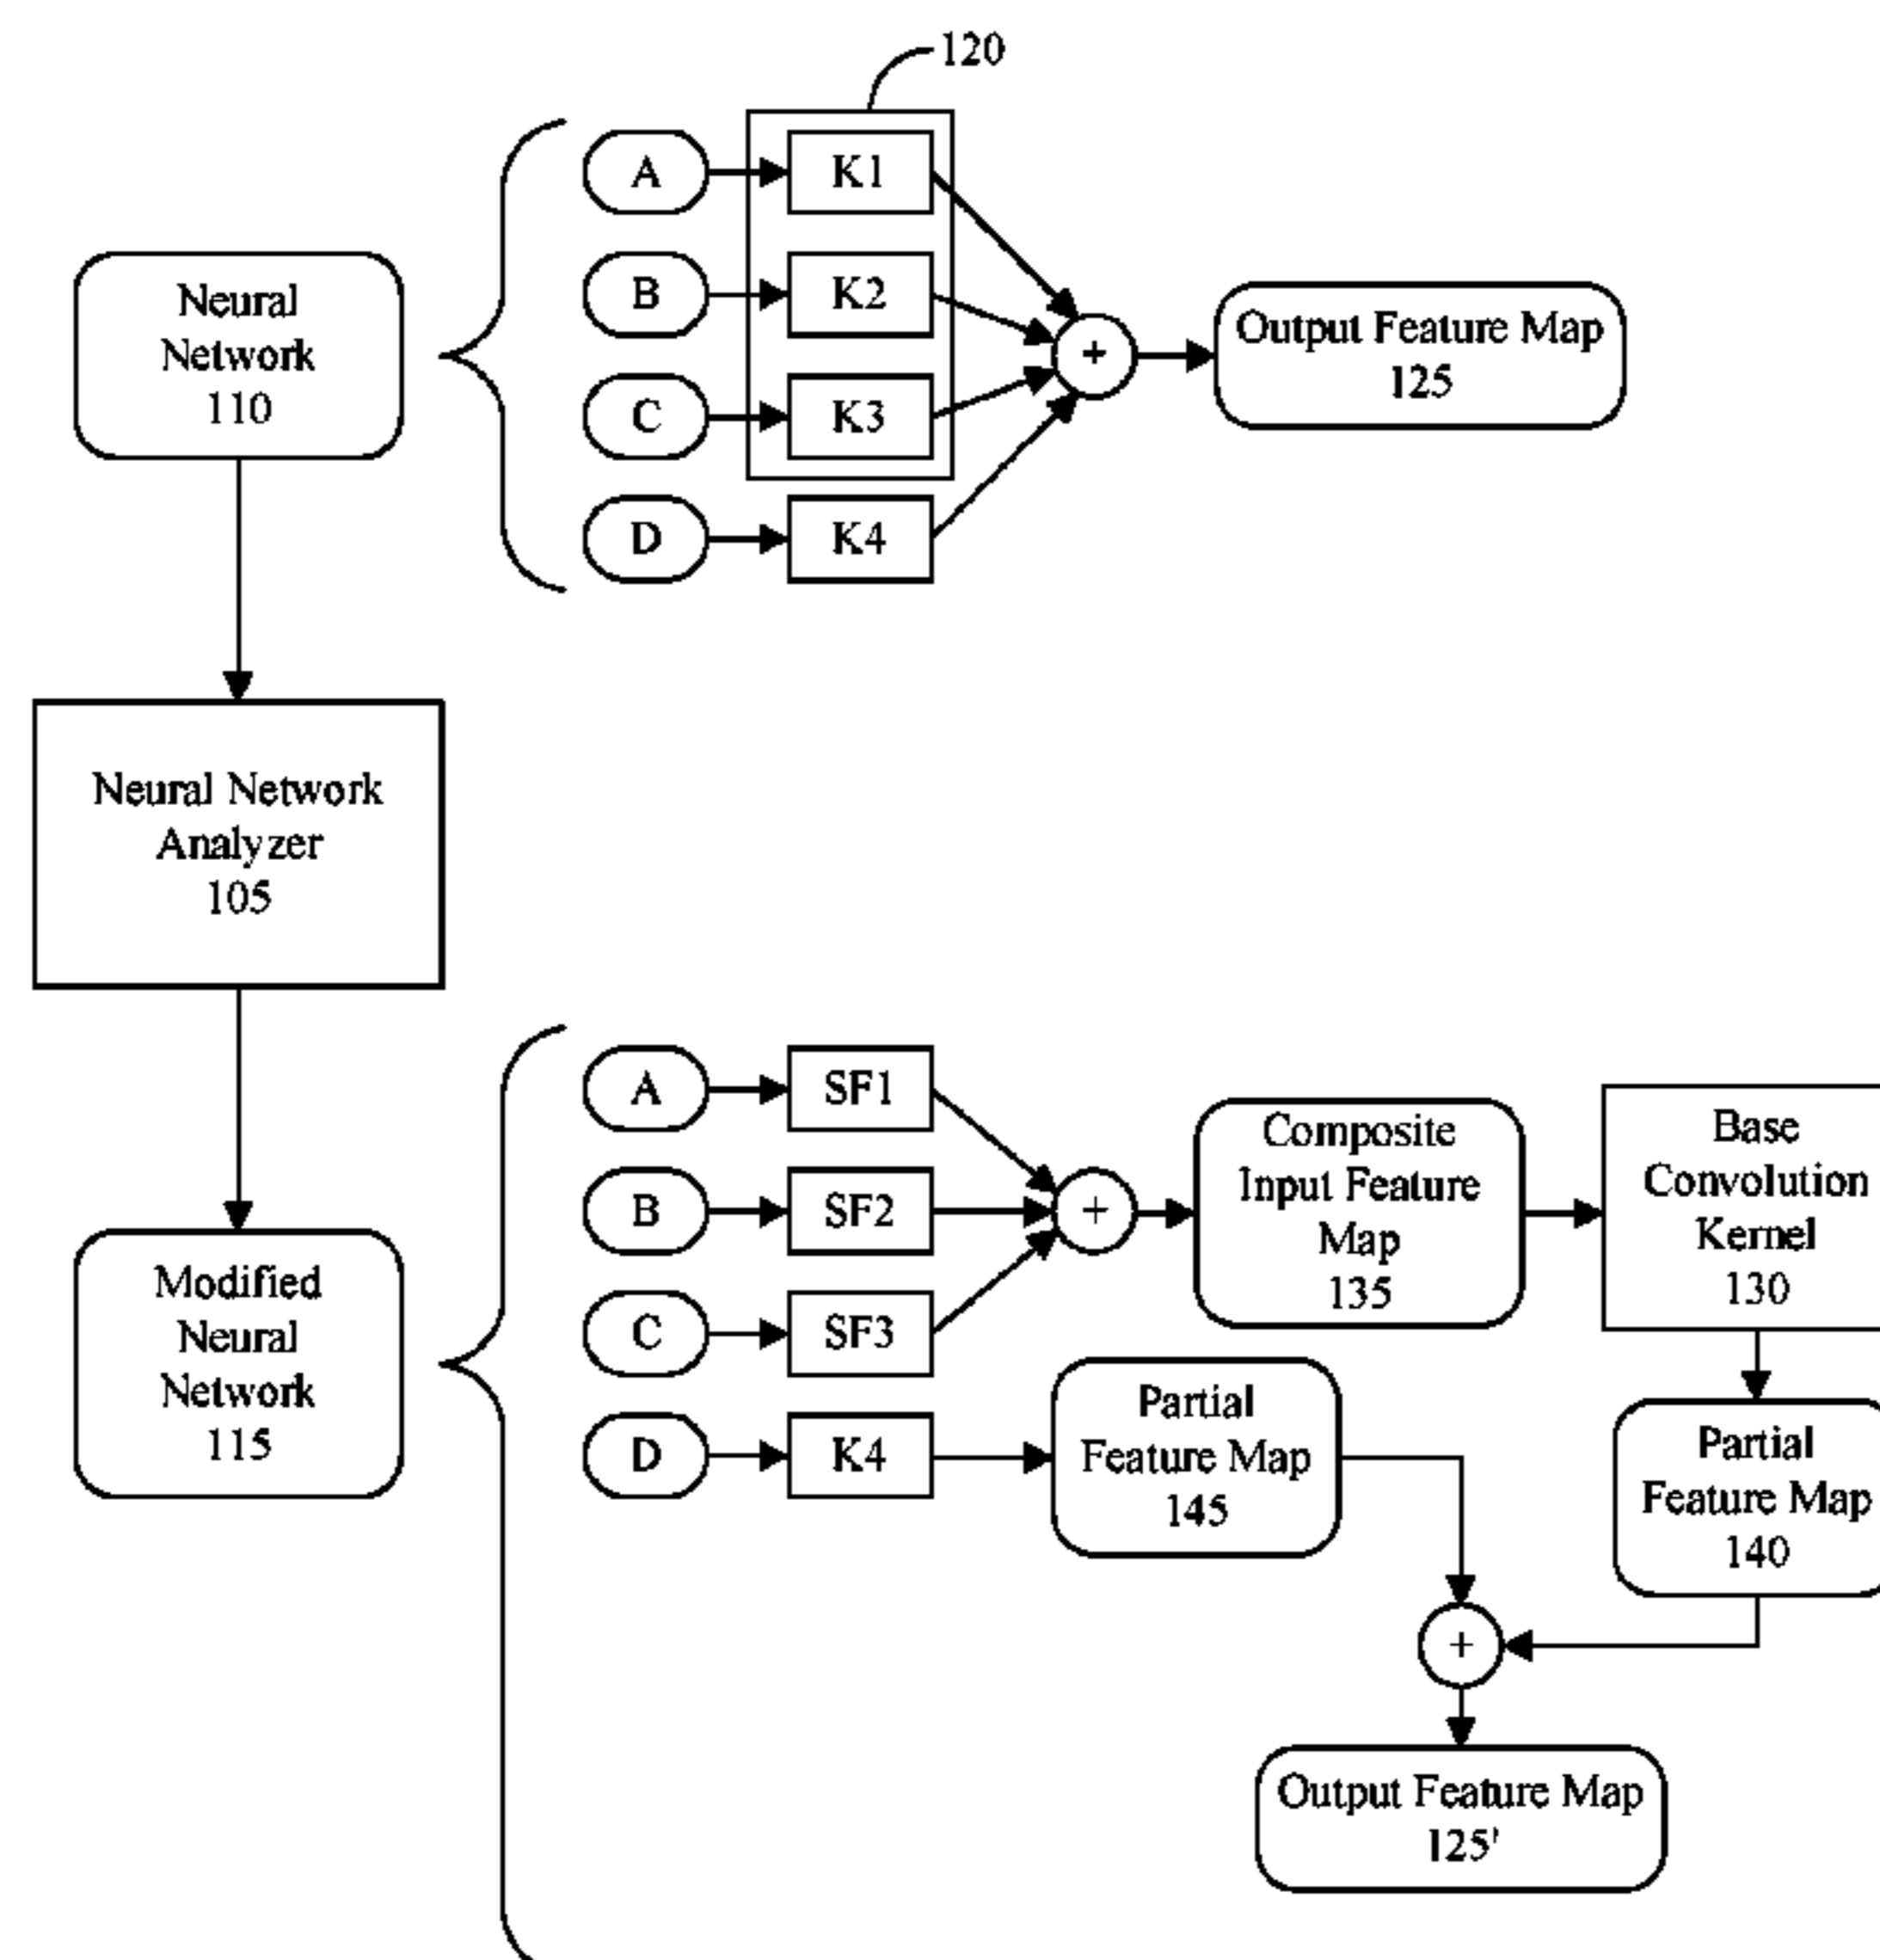 120
A
K1
B
K2
C
K3
D
K4
+
Output Feature Map
125
Neural
Network
110
Neural Network
Analyzer
105
Modified
Neural
Network
115
A
SF1
B
SF2
C
SF3
D
K4
+
Composite
Input Feature
Map
135
Base
Convolution
Kernel
130
Partial
Feature Map
145
Partial
Feature Map
140
+
Output Feature Map
125'